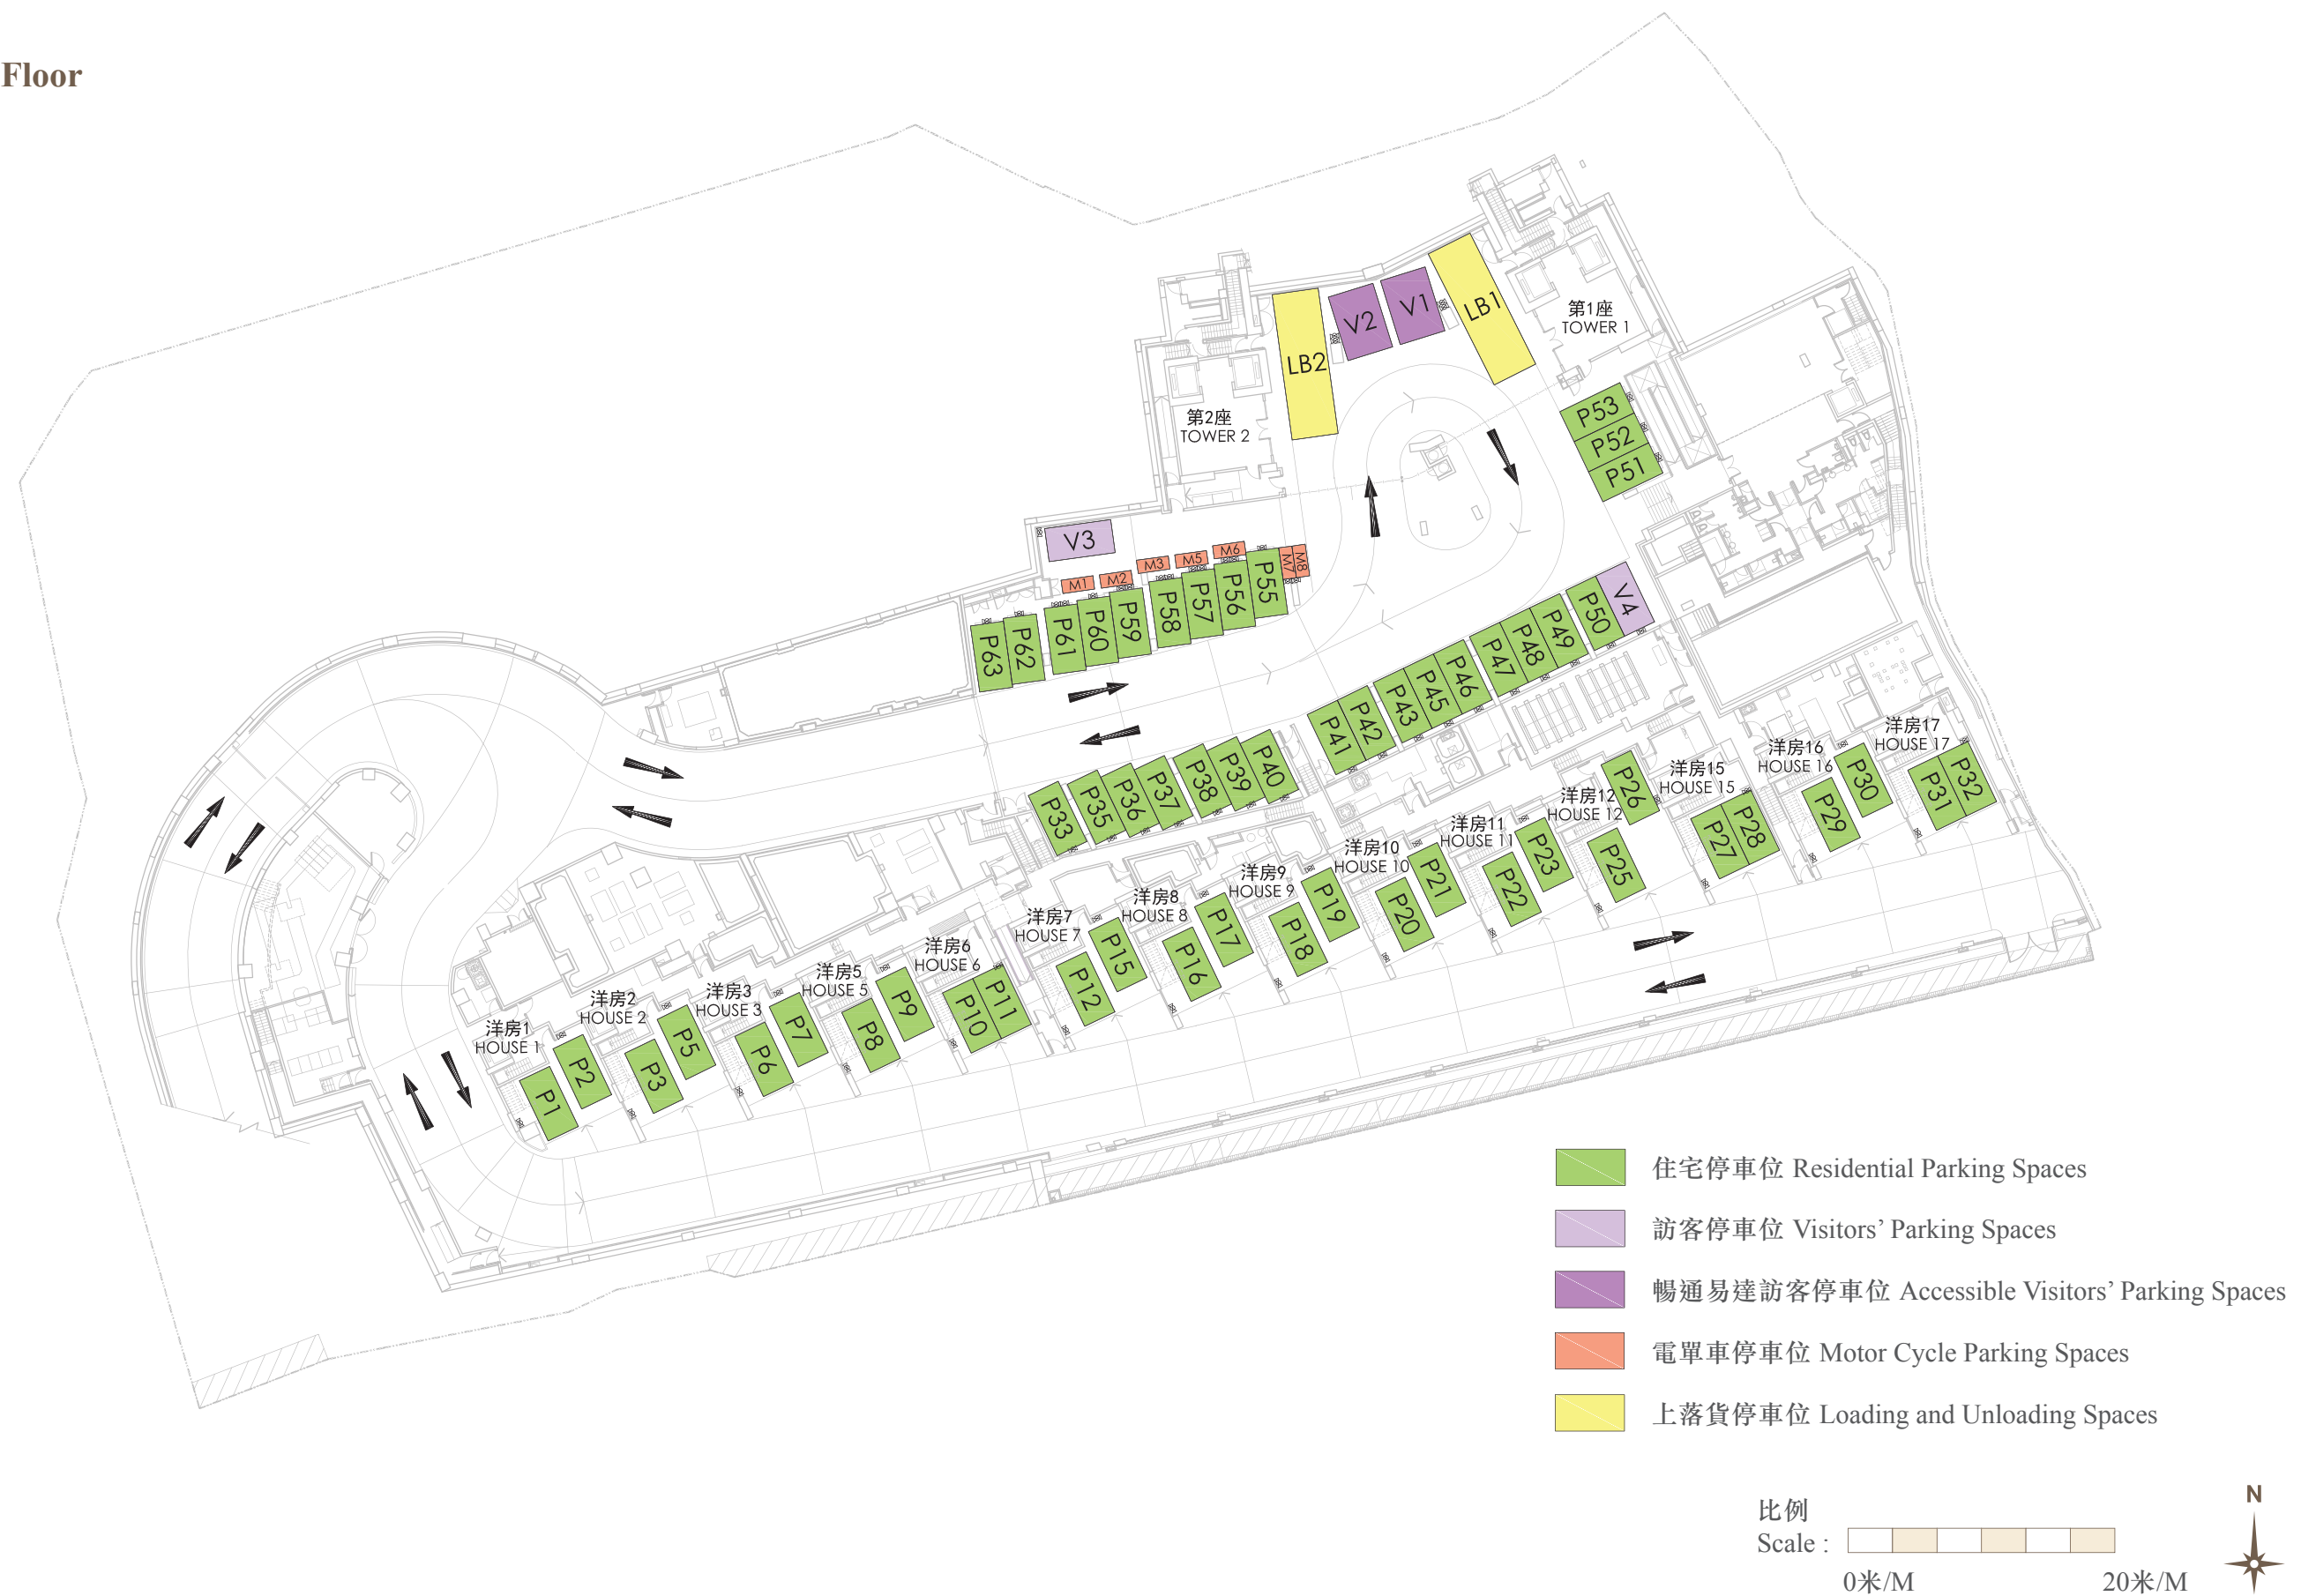 Floor
第1座
TOWER 1
第2座
TOWER 2
LB1
V1
V2
LB2
P53
P52
P51
V3
M1
M2
M3
M5
M6
M7
M8
P63
P62
P61
P60
P59
P58
P57
P56
P55
V4
P50
P49
P48
P47
P46
P45
P43
P42
P41
P40
P39
P38
P37
P36
P35
P33
洋房1
HOUSE 1
P1
P2
洋房2
HOUSE 2
P3
P5
洋房3
HOUSE 3
P6
P7
洋房5
HOUSE 5
P8
P9
洋房6
HOUSE 6
P10
P11
洋房7
HOUSE 7
P12
P15
洋房8
HOUSE 8
P16
P17
洋房9
HOUSE 9
P18
P19
洋房10
HOUSE 10
P20
P21
洋房11
HOUSE 11
P22
P23
洋房12
HOUSE 12
P25
P26
洋房15
HOUSE 15
P27
P28
洋房16
HOUSE 16
P29
P30
洋房17
HOUSE 17
P31
P32
住宅停車位 Residential Parking Spaces
訪客停車位 Visitors’ Parking Spaces
暢通易達訪客停車位 Accessible Visitors’ Parking Spaces
電單車停車位 Motor Cycle Parking Spaces
上落貨停車位 Loading and Unloading Spaces
比例
Scale :
0米/M
20米/M
N